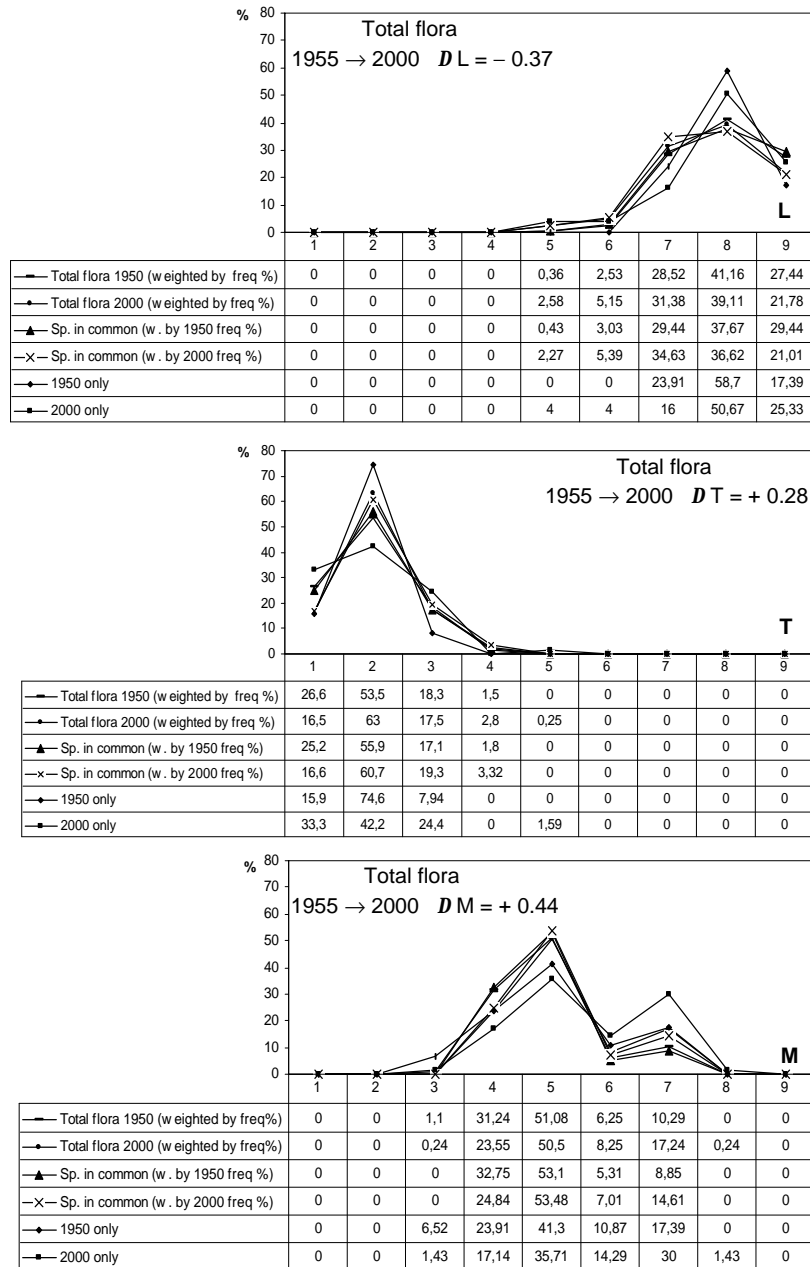 %
80
70
60
50
40
30
20
10
0
Total flora
1955 → 2000 D L = − 0.37
L
1 2 3 4 5 6 7 8 9
Total flora 1950 (weighted by freq %) 0 0 0 0 0,36 2,53 28,52 41,16 27,44
Total flora 2000 (weighted by freq %) 0 0 0 0 2,58 5,15 31,38 39,11 21,78
Sp. in common (w. by 1950 freq %) 0 0 0 0 0,43 3,03 29,44 37,67 29,44
Sp. in common (w. by 2000 freq %) 0 0 0 0 2,27 5,39 34,63 36,62 21,01
1950 only 0 0 0 0 0 0 23,91 58,7 17,39
2000 only 0 0 0 0 4 4 16 50,67 25,33
%
80
70
60
50
40
30
20
10
0
Total flora
1955 → 2000 D T = + 0.28
T
1 2 3 4 5 6 7 8 9
Total flora 1950 (weighted by freq %) 26,6 53,5 18,3 1,5 0 0 0 0 0
Total flora 2000 (weighted by freq %) 16,5 63 17,5 2,8 0,25 0 0 0 0
Sp. in common (w. by 1950 freq %) 25,2 55,9 17,1 1,8 0 0 0 0 0
Sp. in common (w. by 2000 freq %) 16,6 60,7 19,3 3,32 0 0 0 0 0
1950 only 15,9 74,6 7,94 0 0 0 0 0 0
2000 only 33,3 42,2 24,4 0 1,59 0 0 0 0
%
80
70
60
50
40
30
20
10
0
Total flora
1955 → 2000 D M = + 0.44
M
1 2 3 4 5 6 7 8 9
Total flora 1950 (weighted by freq%) 0 0 1,1 31,24 51,08 6,25 10,29 0 0
Total flora 2000 (weighted by freq%) 0 0 0,24 23,55 50,5 8,25 17,24 0,24 0
Sp. in common (w. by 1950 freq %) 0 0 0 32,75 53,1 5,31 8,85 0 0
Sp. in common (w. by 2000 freq %) 0 0 0 24,84 53,48 7,01 14,61 0 0
1950 only 0 0 6,52 23,91 41,3 10,87 17,39 0 0
2000 only 0 0 1,43 17,14 35,71 14,29 30 1,43 0